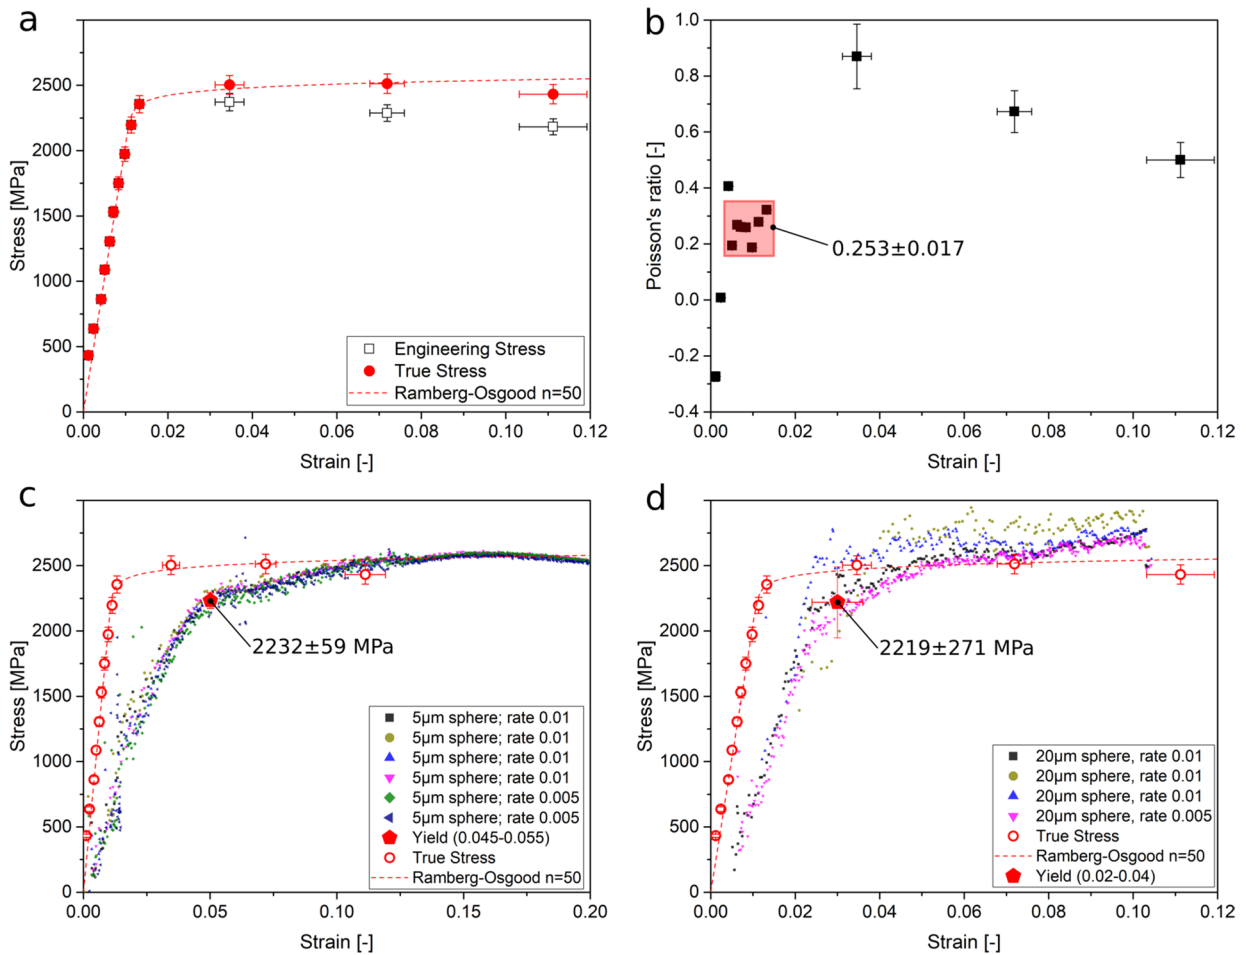 a
2500
2000
1500
1000
500
0
Stress [MPa]
0.00
0.02
0.04
0.06
0.08
0.10
0.12
Strain [-]
Engineering Stress
True Stress
Ramberg-Osgood n=50
b
1.0
0.8
0.6
0.4
0.2
0.0
-0.2
-0.4
Poisson's ratio [-]
0.253±0.017
0.00
0.02
0.04
0.06
0.08
0.10
0.12
Strain [-]
c
2500
2000
1500
1000
500
0
Stress [MPa]
2232±59 MPa
5µm sphere; rate 0.01
5µm sphere; rate 0.01
5µm sphere; rate 0.01
5µm sphere; rate 0.01
5µm sphere; rate 0.005
5µm sphere; rate 0.005
Yield (0.045-0.055)
True Stress
Ramberg-Osgood n=50
0.00
0.05
0.10
0.15
0.20
Strain [-]
d
2500
2000
1500
1000
500
0
Stress [MPa]
2219±271 MPa
20µm sphere, rate 0.01
20µm sphere, rate 0.01
20µm sphere, rate 0.01
20µm sphere, rate 0.005
True Stress
Ramberg-Osgood n=50
Yield (0.02-0.04)
0.00
0.02
0.04
0.06
0.08
0.10
0.12
Strain [-]